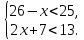 26 − x < 25,
2x + 7 < 13.